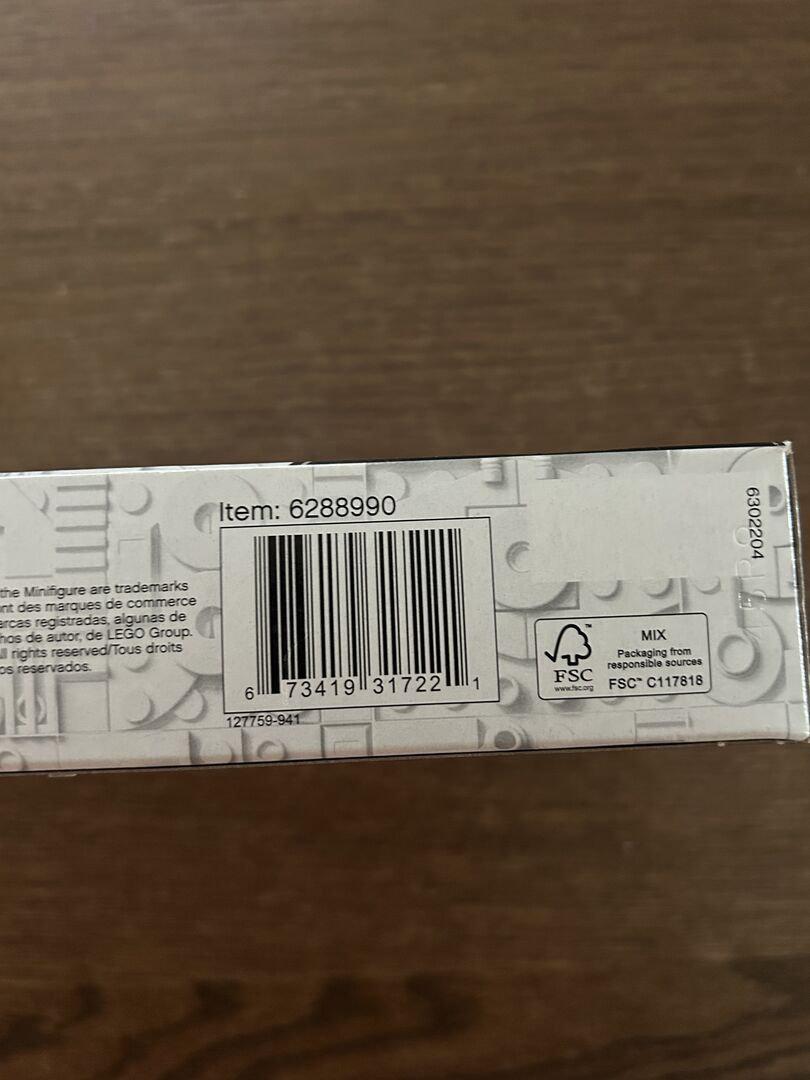 Item: 6288990
6302204
the Minifigure are trademarks
nt des marques de commerce
arcas registradas, algunas de
hos de autor, de LEGO Group.
ll rights reserved/Tous droits
os reservados.
6 73419 31722 1
127759-941
FSC
™
www.fsc.org
MIX
Packaging from
responsible sources
FSC™ C117818